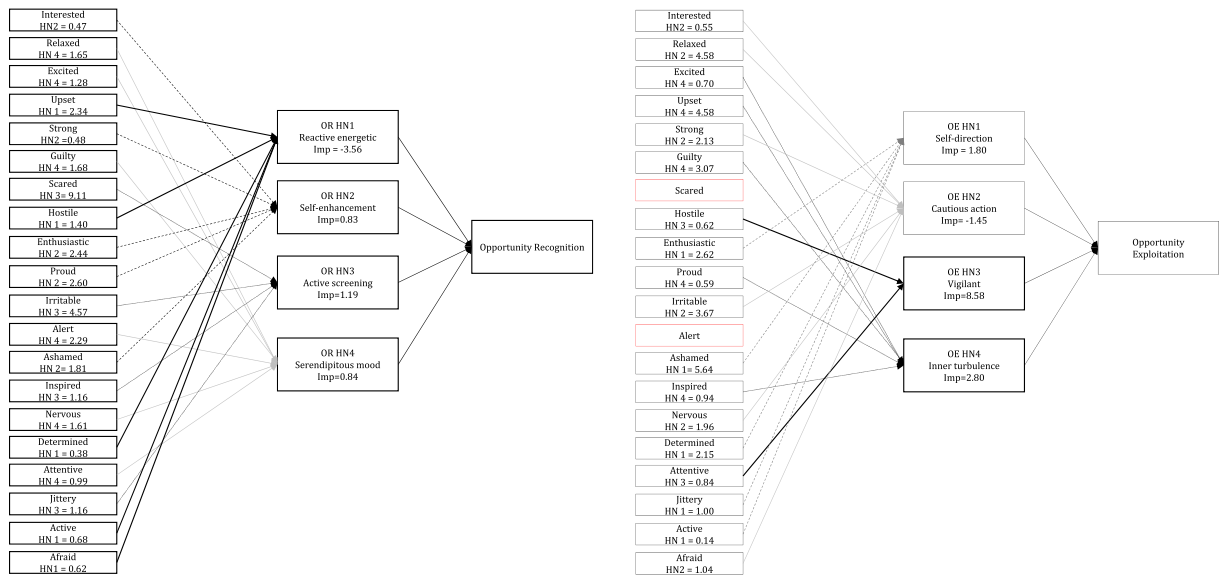 Interested
HN2 = 0.47
Relaxed
HN 4 = 1.65
Excited
HN 4 = 1.28
Upset
HN 1 = 2.34
Strong
HN2 =0.48
Guilty
HN 4 = 1.68
Scared
HN 3= 9.11
Hostile
HN 1 = 1.40
Enthusiastic
HN 2 = 2.44
Proud
HN 2 = 2.60
Irritable
HN 3 = 4.57
Alert
HN 4 = 2.29
Ashamed
HN 2= 1.81
Inspired
HN 3 = 1.16
Nervous
HN 4 = 1.61
Determined
HN 1 = 0.38
Attentive
HN 4 = 0.99
Jittery
HN 3 = 1.16
Active
HN 1 = 0.68
Afraid
HN1 = 0.62
OR HN1
Reactive energetic
Imp = -3.56
OR HN2
Self-enhancement
Imp=0.83
OR HN3
Active screening
Imp=1.19
OR HN4
Serendipitous mood
Imp=0.84
Opportunity Recognition
Interested
HN2 = 0.55
Relaxed
HN 2 = 4.58
Excited
HN 4 = 0.70
Upset
HN 4 = 4.58
Strong
HN 2 = 2.13
Guilty
HN 4 = 3.07
Scared
Hostile
HN 3 = 0.62
Enthusiastic
HN 1 = 2.62
Proud
HN 4 = 0.59
Irritable
HN 2 = 3.67
Alert
Ashamed
HN 1= 5.64
Inspired
HN 4 = 0.94
Nervous
HN 2 = 1.96
Determined
HN 1 = 2.15
Attentive
HN 3 = 0.84
Jittery
HN 1 = 1.00
Active
HN 1 = 0.14
Afraid
HN2 = 1.04
OE HN1
Self-direction
Imp = 1.80
OE HN2
Cautious action
Imp= -1.45
OE HN3
Vigilant
Imp=8.58
OE HN4
Inner turbulence
Imp=2.80
Opportunity
Exploitation